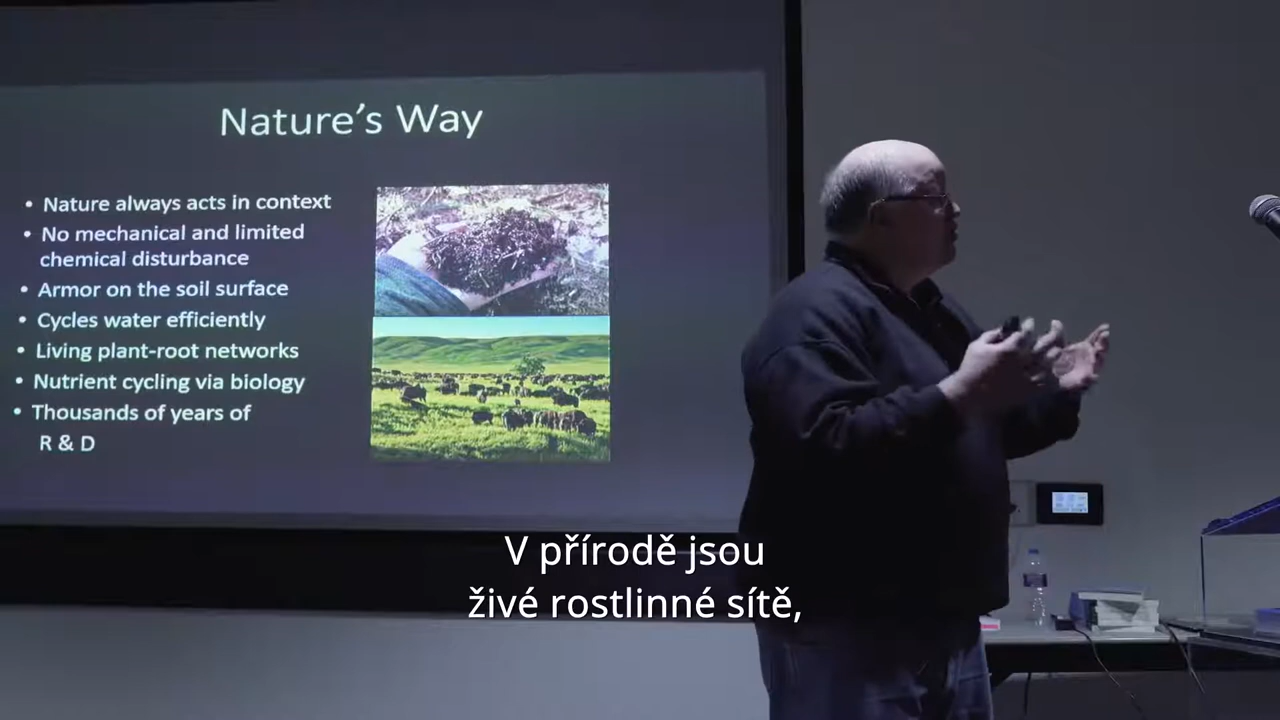 Nature's Way
• Nature always acts in context
• No mechanical and limited
chemical disturbance
• Armor on the soil surface
• Cycles water efficiently
• Living plant-root networks
• Nutrient cycling via biology
• Thousands of years of
R & D
V přírodě jsou
živé rostlinné sítě,